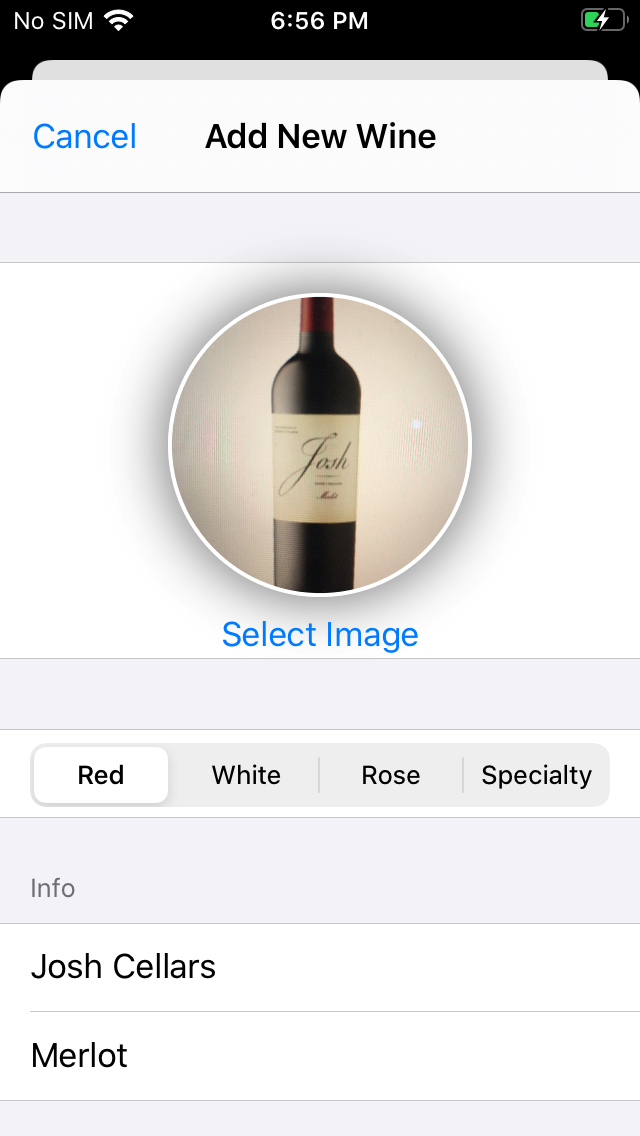 No SIM 6:56 PM
Cancel Add New Wine
Josh
Merlot
Select Image
Red White Rose Specialty
Info
Josh Cellars
Merlot